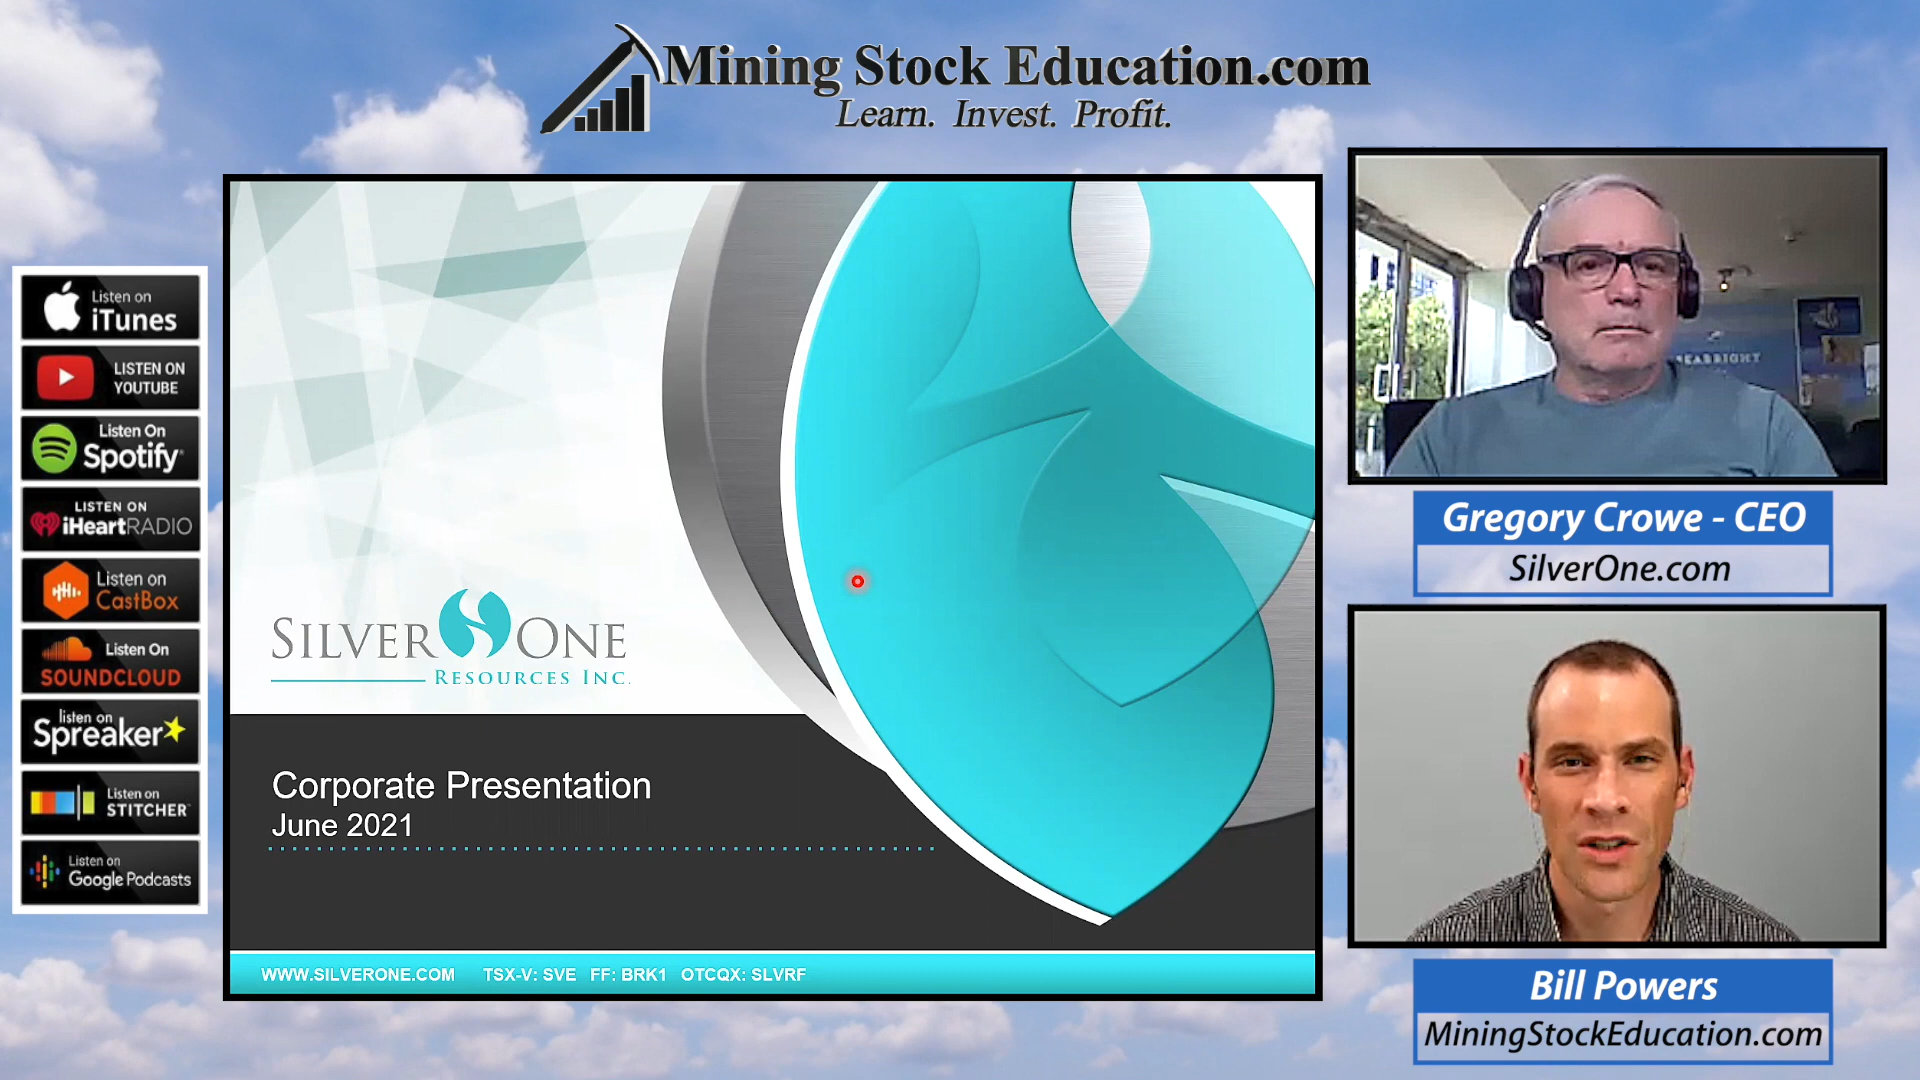 Mining Stock Education.com
Learn. Invest. Profit.
Listen on
iTunes
LISTEN ON
YOUTUBE
Listen On
Spotify
LISTEN ON
iHeartRADIO
Listen on
CastBox
Listen On
SOUNDCLOUD
listen on
Spreaker
Listen on
STITCHER
Listen on
Google Podcasts
SILVER ONE
RESOURCES INC.
Corporate Presentation
June 2021
WWW.SILVERONE.COM TSX-V: SVE FF: BRK1 OTCQX: SLVRF
Gregory Crowe - CEO
SilverOne.com
Bill Powers
MiningStockEducation.com